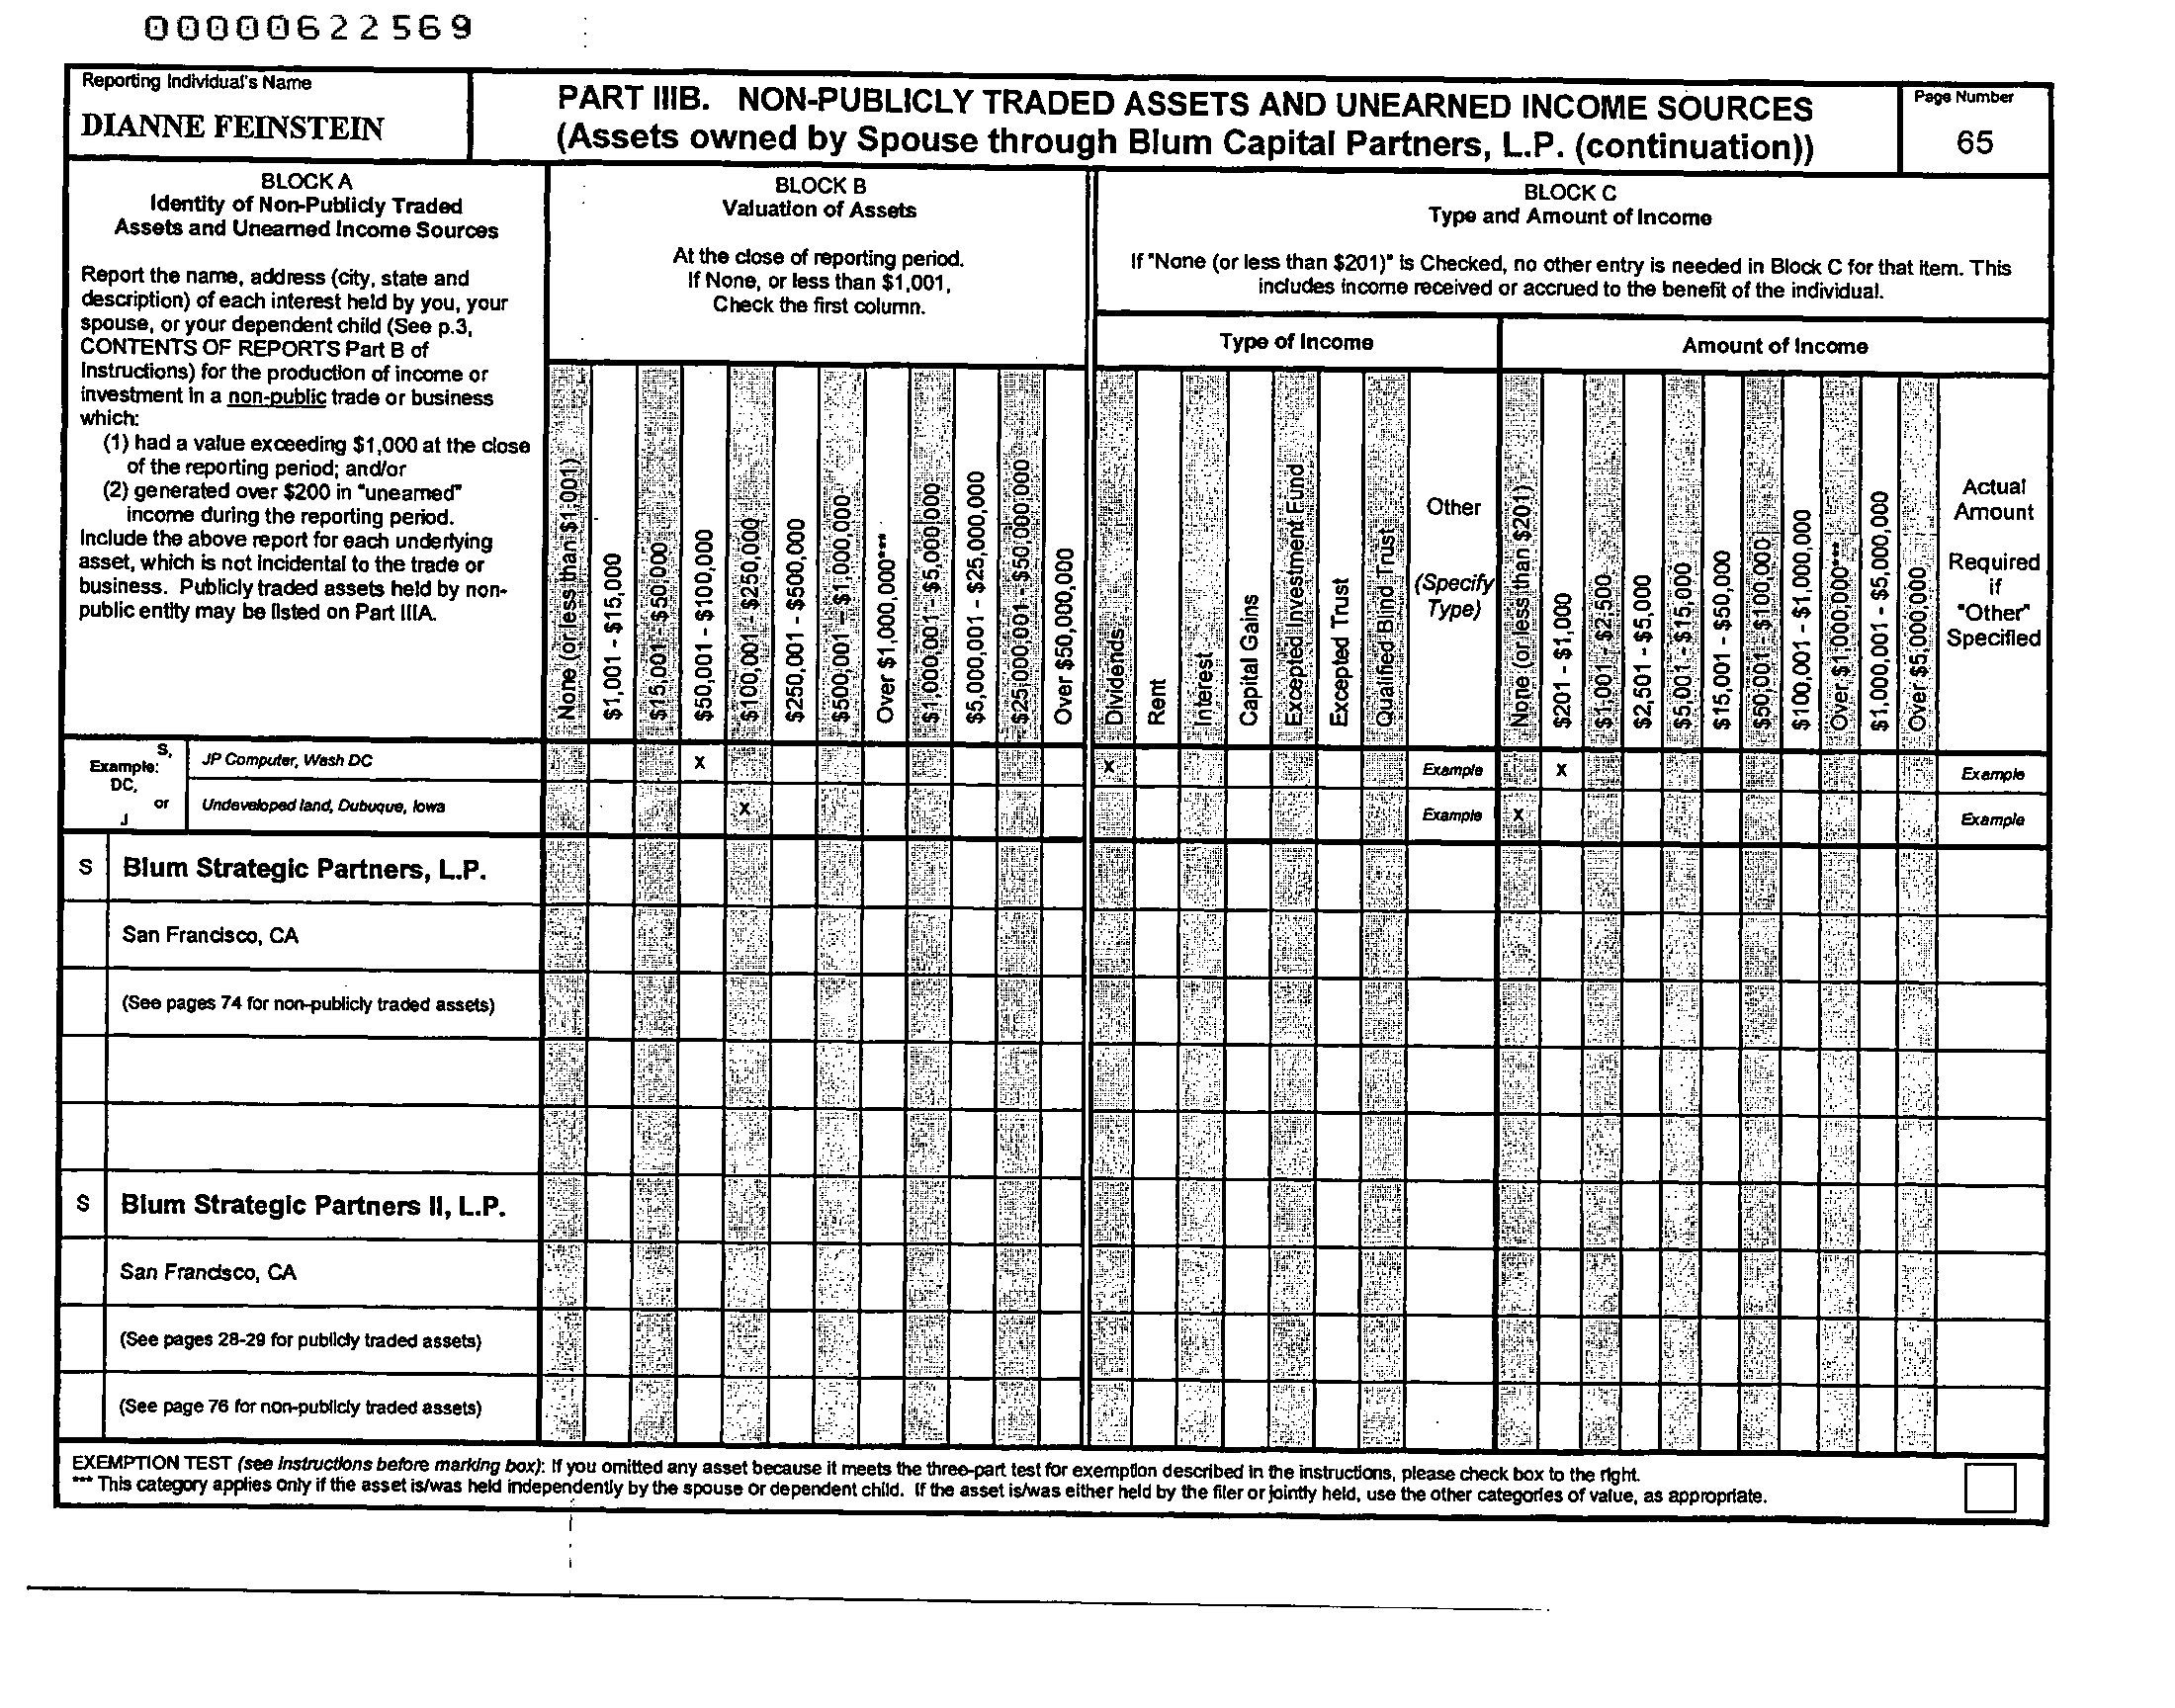 00000622569
Reporting Individual's Name
DIANNE FEINSTEIN
PART IIIB. NON-PUBLICLY TRADED ASSETS AND UNEARNED INCOME SOURCES
(Assets owned by Spouse through Blum Capital Partners, L.P. (continuation))
Page Number
65
BLOCK A
Identity of Non-Publicly Traded
Assets and Unearned Income Sources
Report the name, address (city, state and
description) of each interest held by you, your
spouse, or your dependent child (See p.3,
CONTENTS OF REPORTS Part B of
Instructions) for the production of income or
investment in a non-public trade or business
which:
(1) had a value exceeding $1,000 at the close
of the reporting period; and/or
(2) generated over $200 in "unearned"
income during the reporting period.
Include the above report for each underlying
asset, which is not incidental to the trade or
business. Publicly traded assets held by non-
public entity may be listed on Part IIIA.
BLOCK B
Valuation of Assets
At the close of reporting period.
If None, or less than $1,001,
Check the first column.
None (or less than $1,001)
$1,001 - $15,000
$15,001 - $50,000
$50,001 - $100,000
$100,001 - $250,000
$250,001 - $500,000
$500,001 - $1,000,000
Over $1,000,000***
$1,000,001 - $5,000,000
$5,000,001 - $25,000,000
$25,000,001 - $50,000,000
Over $50,000,000
BLOCK C
Type and Amount of Income
If "None (or less than $201)" is Checked, no other entry is needed in Block C for that item. This
includes income received or accrued to the benefit of the individual.
Type of Income
Amount of Income
Dividends
Rent
Interest
Capital Gains
Excepted Investment Fund
Excepted Trust
Qualified Blind Trust
Other
(Specify
Type)
None (or less than $201)
$201 - $1,000
$1,001 - $2,500
$2,501 - $5,000
$5,001 - $15,000
$15,001 - $50,000
$50,001 - $100,000
$100,001 - $1,000,000
Over $1,000,000***
$1,000,001 - $5,000,000
Over $5,000,000
Actual
Amount
Required
if
"Other"
Specified
Example: S,
DC,
or
J
JP Computer, Wash DC X X Example X Example
Undeveloped land, Dubuque, Iowa X Example X Example
S Blum Strategic Partners, L.P.
San Francisco, CA
(See pages 74 for non-publicly traded assets)
S Blum Strategic Partners II, L.P.
San Francisco, CA
(See pages 28-29 for publicly traded assets)
(See page 76 for non-publicly traded assets)
EXEMPTION TEST (see instructions before marking box): If you omitted any asset because it meets the three-part test for exemption described in the instructions, please check box to the right.
*** This category applies only if the asset is/was held independently by the spouse or dependent child. If the asset is/was either held by the filer or jointly held, use the other categories of value, as appropriate.